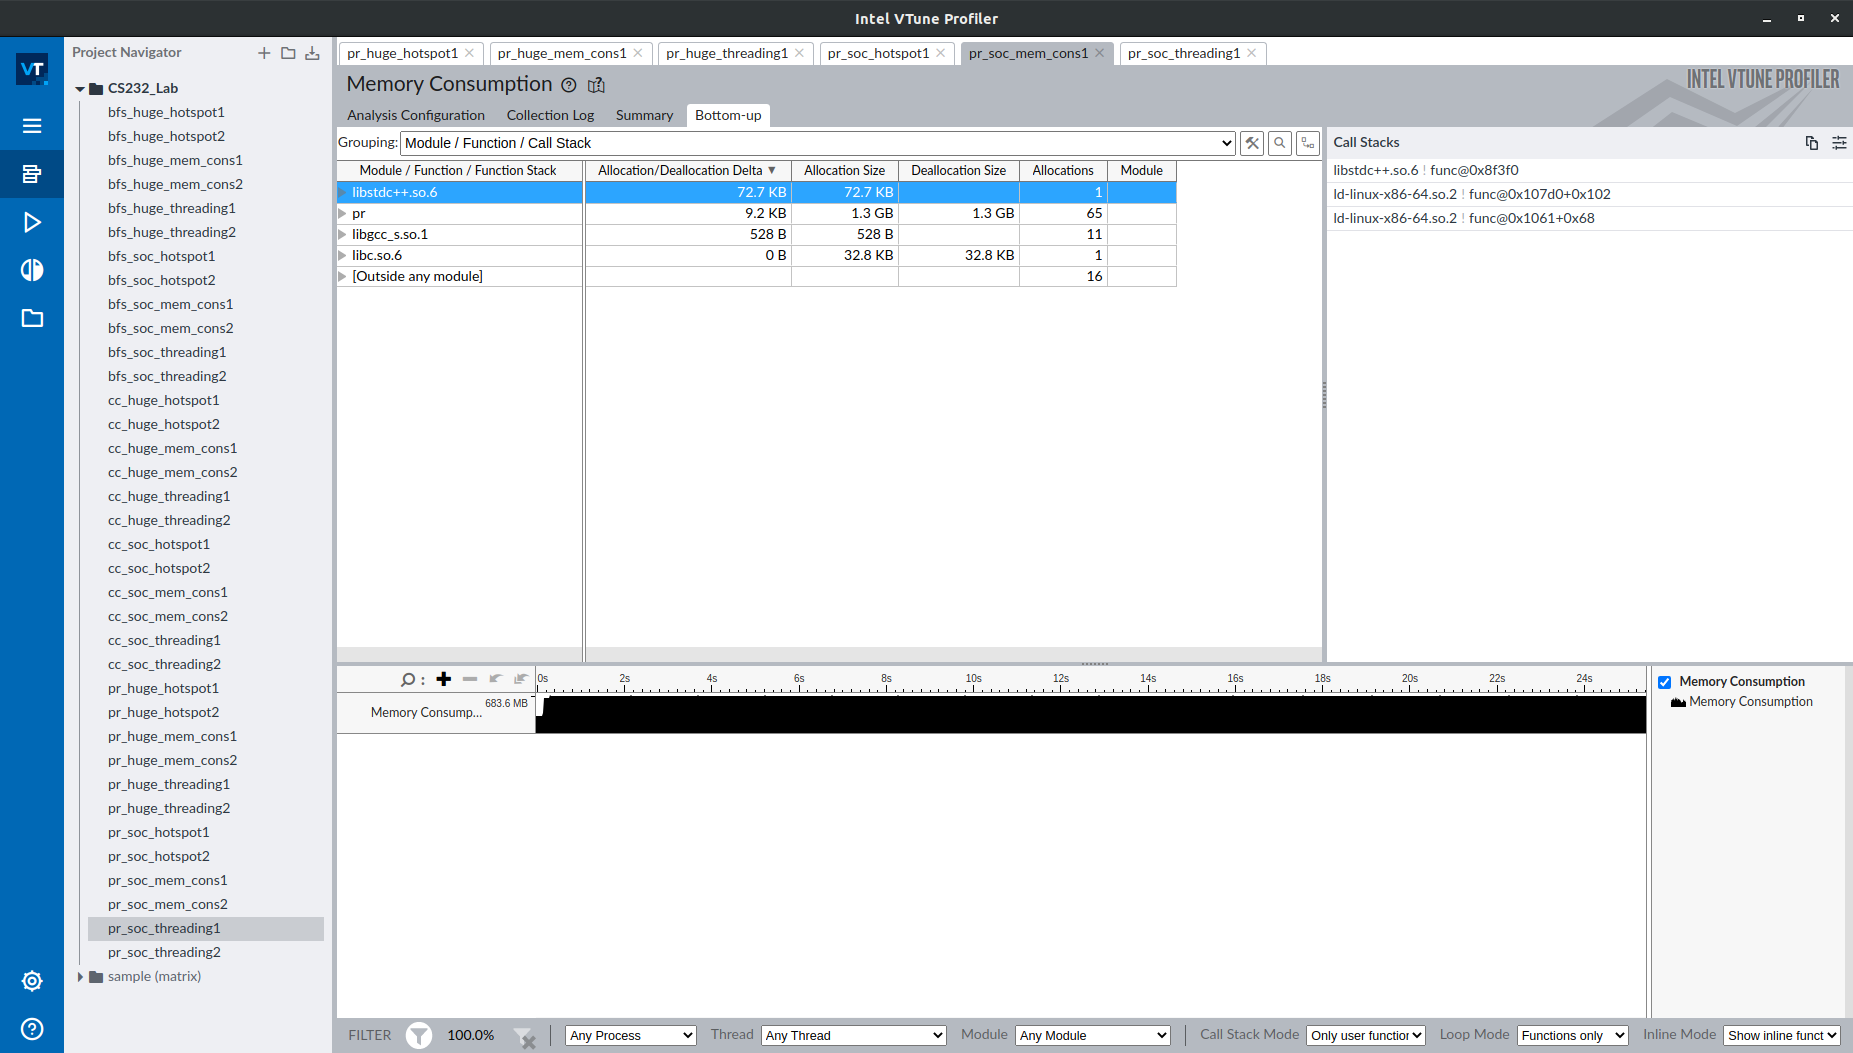 Intel VTune Profiler
VT
Project Navigator
CS232_Lab
bfs_huge_hotspot1
bfs_huge_hotspot2
bfs_huge_mem_cons1
bfs_huge_mem_cons2
bfs_huge_threading1
bfs_huge_threading2
bfs_soc_hotspot1
bfs_soc_hotspot2
bfs_soc_mem_cons1
bfs_soc_mem_cons2
bfs_soc_threading1
bfs_soc_threading2
cc_huge_hotspot1
cc_huge_hotspot2
cc_huge_mem_cons1
cc_huge_mem_cons2
cc_huge_threading1
cc_huge_threading2
cc_soc_hotspot1
cc_soc_hotspot2
cc_soc_mem_cons1
cc_soc_mem_cons2
cc_soc_threading1
cc_soc_threading2
pr_huge_hotspot1
pr_huge_hotspot2
pr_huge_mem_cons1
pr_huge_mem_cons2
pr_huge_threading1
pr_huge_threading2
pr_soc_hotspot1
pr_soc_hotspot2
pr_soc_mem_cons1
pr_soc_mem_cons2
pr_soc_threading1
pr_soc_threading2
sample (matrix)
pr_huge_hotspot1 pr_huge_mem_cons1 pr_huge_threading1 pr_soc_hotspot1 pr_soc_mem_cons1 pr_soc_threading1
Memory Consumption
INTEL VTUNE PROFILER
Analysis Configuration Collection Log Summary Bottom-up
Grouping: Module / Function / Call Stack
Module / Function / Function Stack Allocation/Deallocation Delta Allocation Size Deallocation Size Allocations Module
libstdc++.so.6 72.7 KB 72.7 KB 1
pr 9.2 KB 1.3 GB 1.3 GB 65
libgcc_s.so.1 528 B 528 B 11
libc.so.6 0 B 32.8 KB 32.8 KB 1
[Outside any module] 16
Call Stacks
libstdc++.so.6 ! func@0x8f3f0
ld-linux-x86-64.so.2 ! func@0x107d0+0x102
ld-linux-x86-64.so.2 ! func@0x1061+0x68
0s 2s 4s 6s 8s 10s 12s 14s 16s 18s 20s 22s 24s
683.6 MB
Memory Consump...
Memory Consumption
Memory Consumption
FILTER 100.0% Any Process Thread Any Thread Module Any Module Call Stack Mode Only user function Loop Mode Functions only Inline Mode Show inline funct